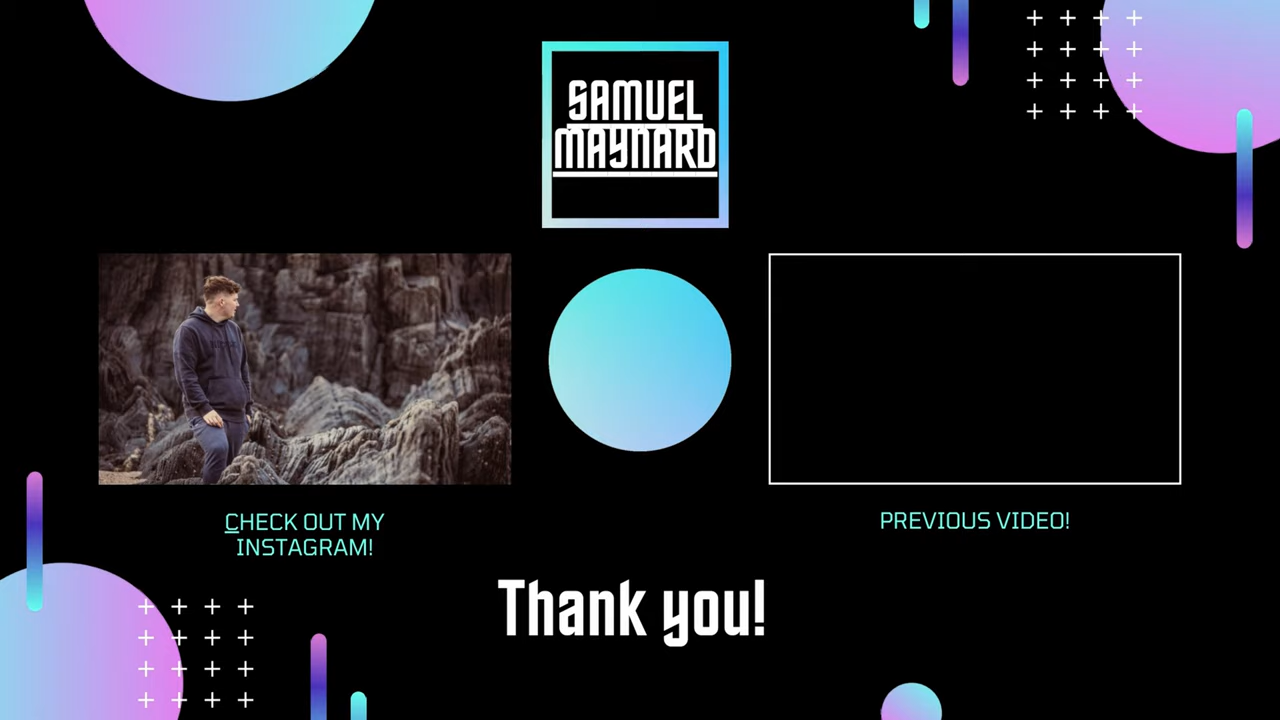 SAMUEL
MAYNARD
CHECK OUT MY
INSTAGRAM!
PREVIOUS VIDEO!
Thank you!